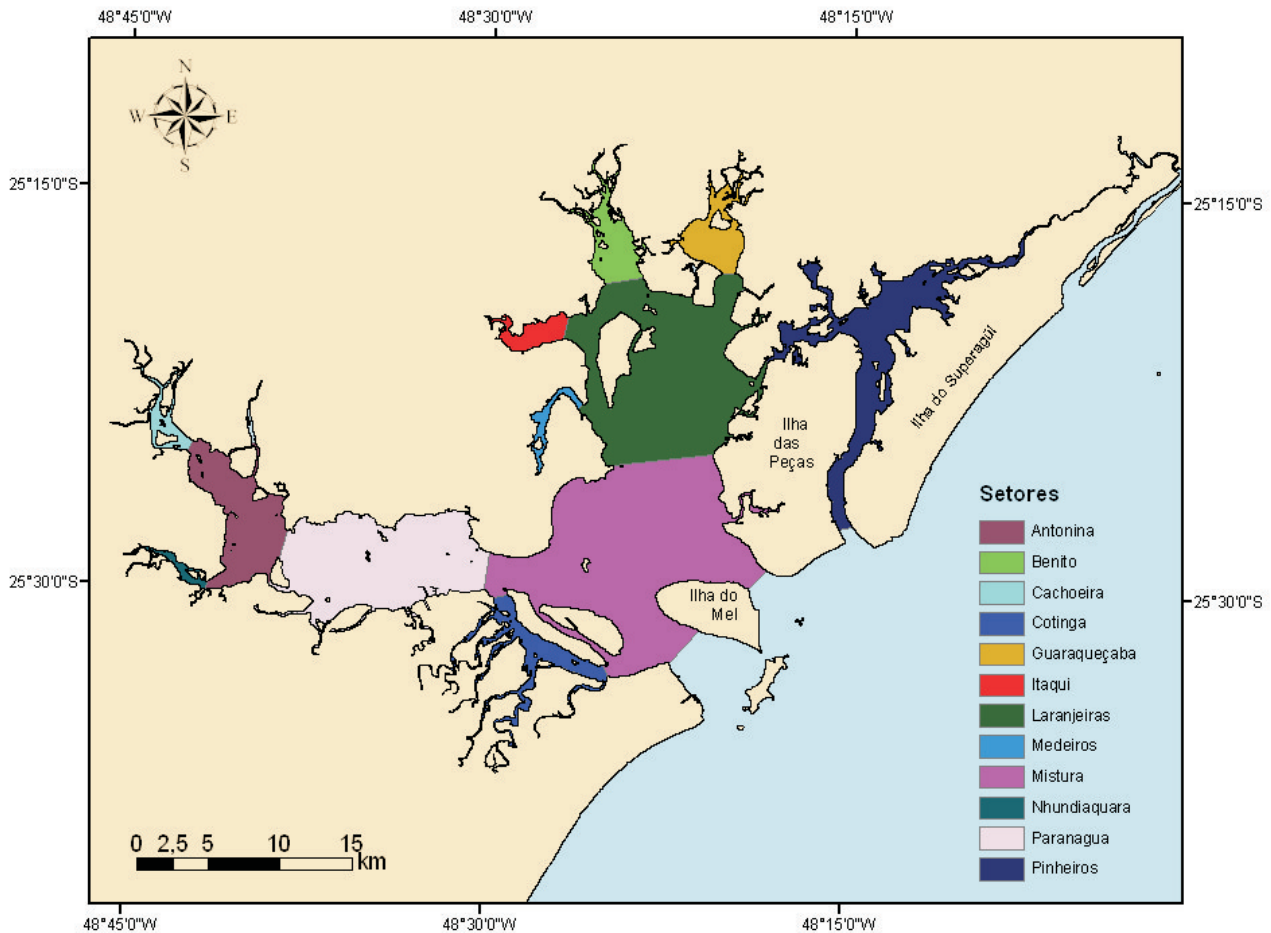 48°45'0"W 48°30'0"W 48°15'0"W
N
W E
S
25°15'0"S
25°15'0"S
Ilha do Superagüi
Ilha
das
Peças
Setores
Antonina
Benito
25°30'0"S
Cachoeira
Ilha do
Mel
25°30'0"S
Cotinga
Guaraqueçaba
Itaqui
Laranjeiras
Medeiros
Mistura
Nhundiaquara
Paranagua
Pinheiros
0 2,5 5 10 15
km
48°45'0"W 48°30'0"W 48°15'0"W